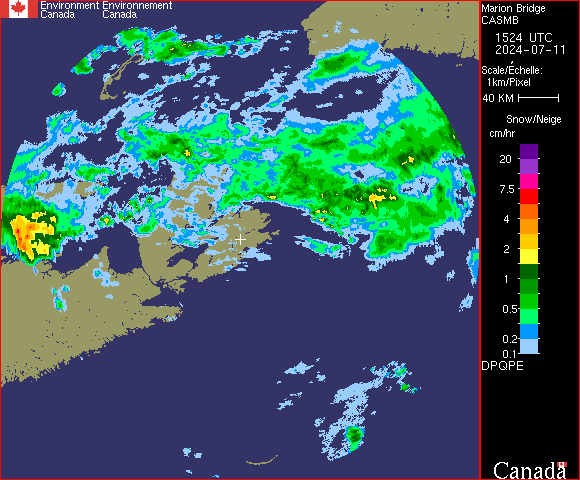 Environment Environnement
Canada Canada
Marion Bridge
CASMB
1524 UTC
2024-07-11
Scale/Échelle:
1km/Pixel
40 KM
Snow/Neige
cm/hr
20
7.5
4
2
1
0.5
0.2
0.1
DPQPE
Canada